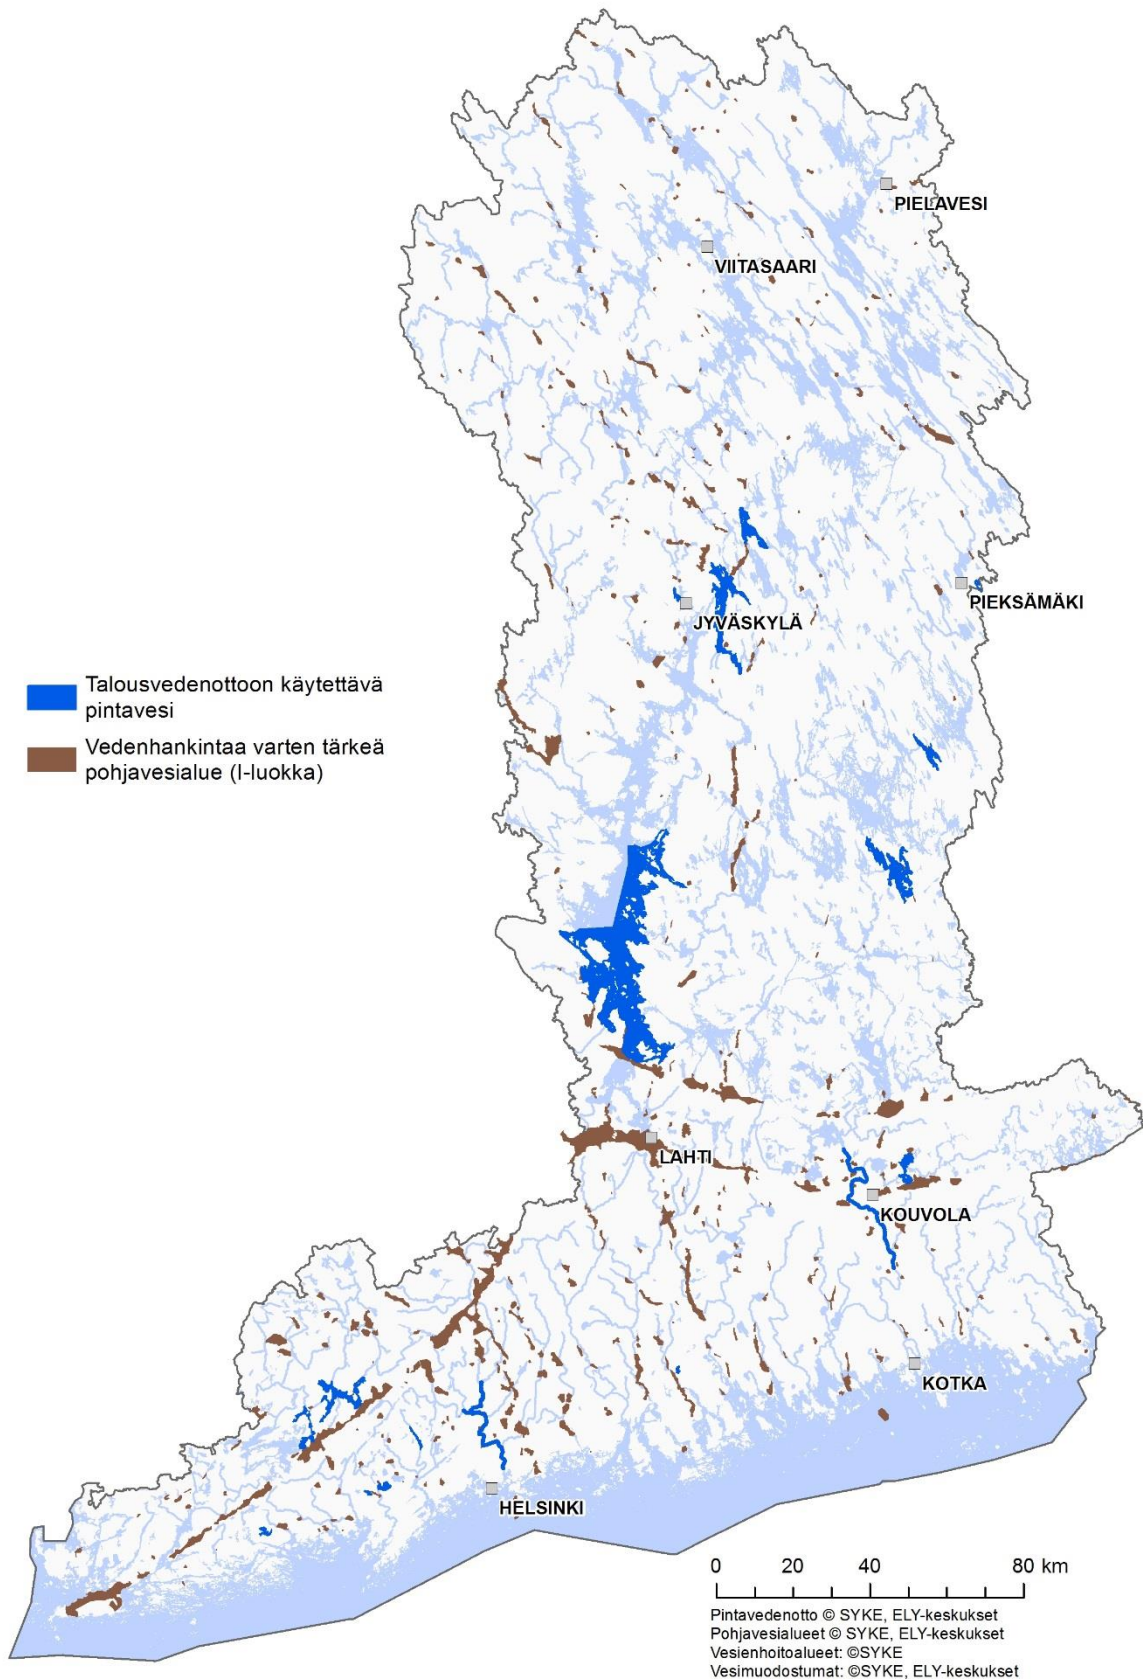 PIELAVESI
VIITASAARI
PIEKSÄMÄKI
JYVÄSKYLÄ
Talousvedenottoon käytettävä
pintavesi
Vedenhankintaa varten tärkeä
pohjavesialue (I-luokka)
LAHTI
KOUVOLA
KOTKA
HELSINKI
0 20 40 80 km
Pintavedenotto © SYKE, ELY-keskukset
Pohjavesialueet © SYKE, ELY-keskukset
Vesienhoitoalueet: ©SYKE
Vesimuodostumat: ©SYKE, ELY-keskukset